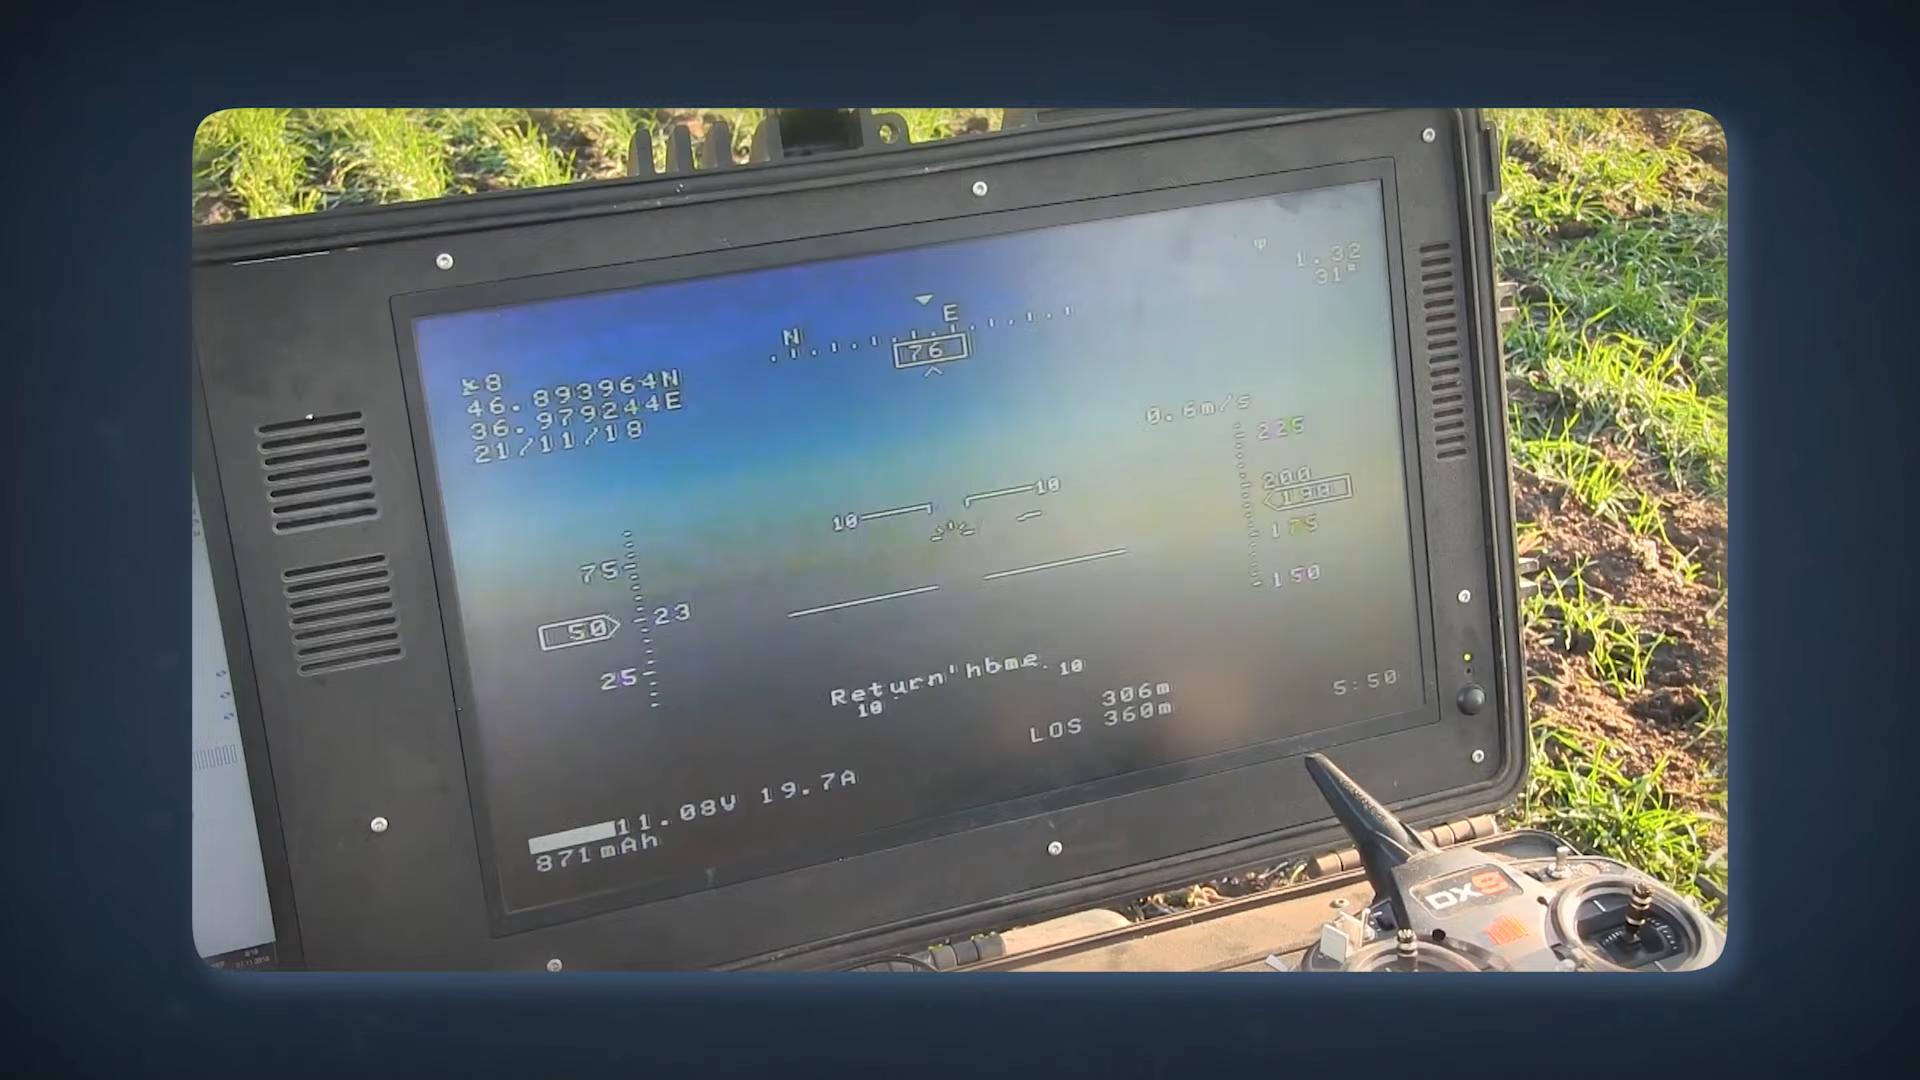 1.32
31°
N E
76
8
46.893964N
36.979244E
21/11/18
0.6m/s
225
200
190
175
150
10 10
75
50 23
25
Return home
10 10
306m
LOS 360m
5:50
11.08V 19.7A
871mAh
DX9